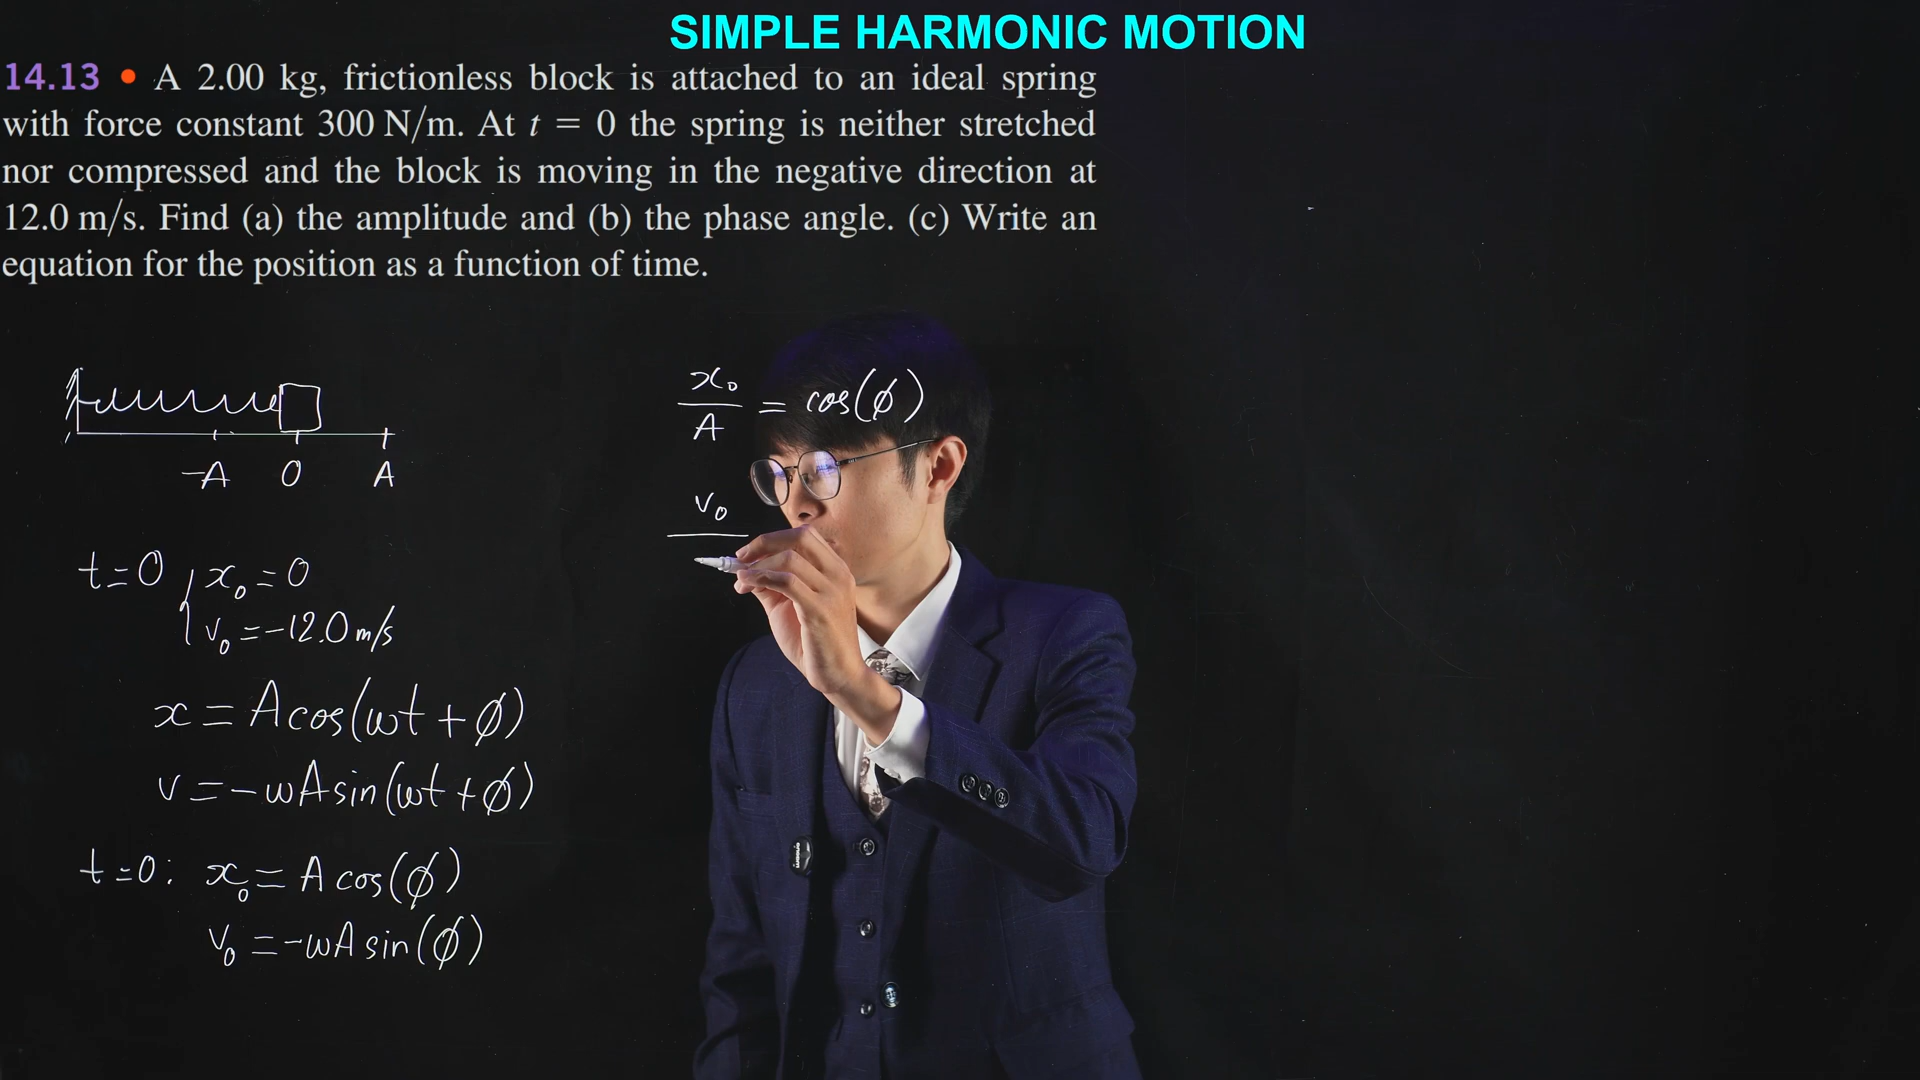 SIMPLE HARMONIC MOTION
14.13 • A 2.00 kg, frictionless block is attached to an ideal spring
with force constant 300 N/m. At t = 0 the spring is neither stretched
nor compressed and the block is moving in the negative direction at
12.0 m/s. Find (a) the amplitude and (b) the phase angle. (c) Write an
equation for the position as a function of time.
-A 0 A
t=0 x₀=0
v₀=-12.0 m/s
x = A cos(ωt + ϕ)
v = -ωA sin(ωt + ϕ)
t=0: x₀ = A cos(ϕ)
v₀ = -ωA sin(ϕ)
x₀
A = cos(ϕ)
v₀